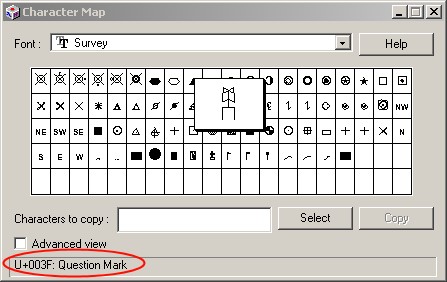 Character Map
Font : Survey Help
NW
NE SW SE N
S E W
Characters to copy : Select Copy
Advanced view
U+003F: Question Mark